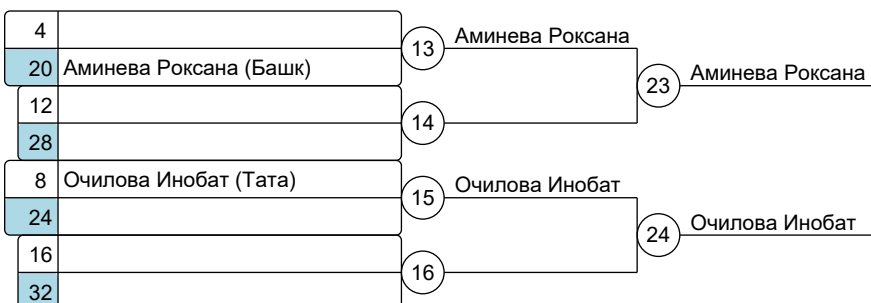 4
13 Аминева Роксана
20 Аминева Роксана (Башк)
23 Аминева Роксана
12
14
28
8 Очилова Инобат (Тата)
15 Очилова Инобат
24
24 Очилова Инобат
16
16
32